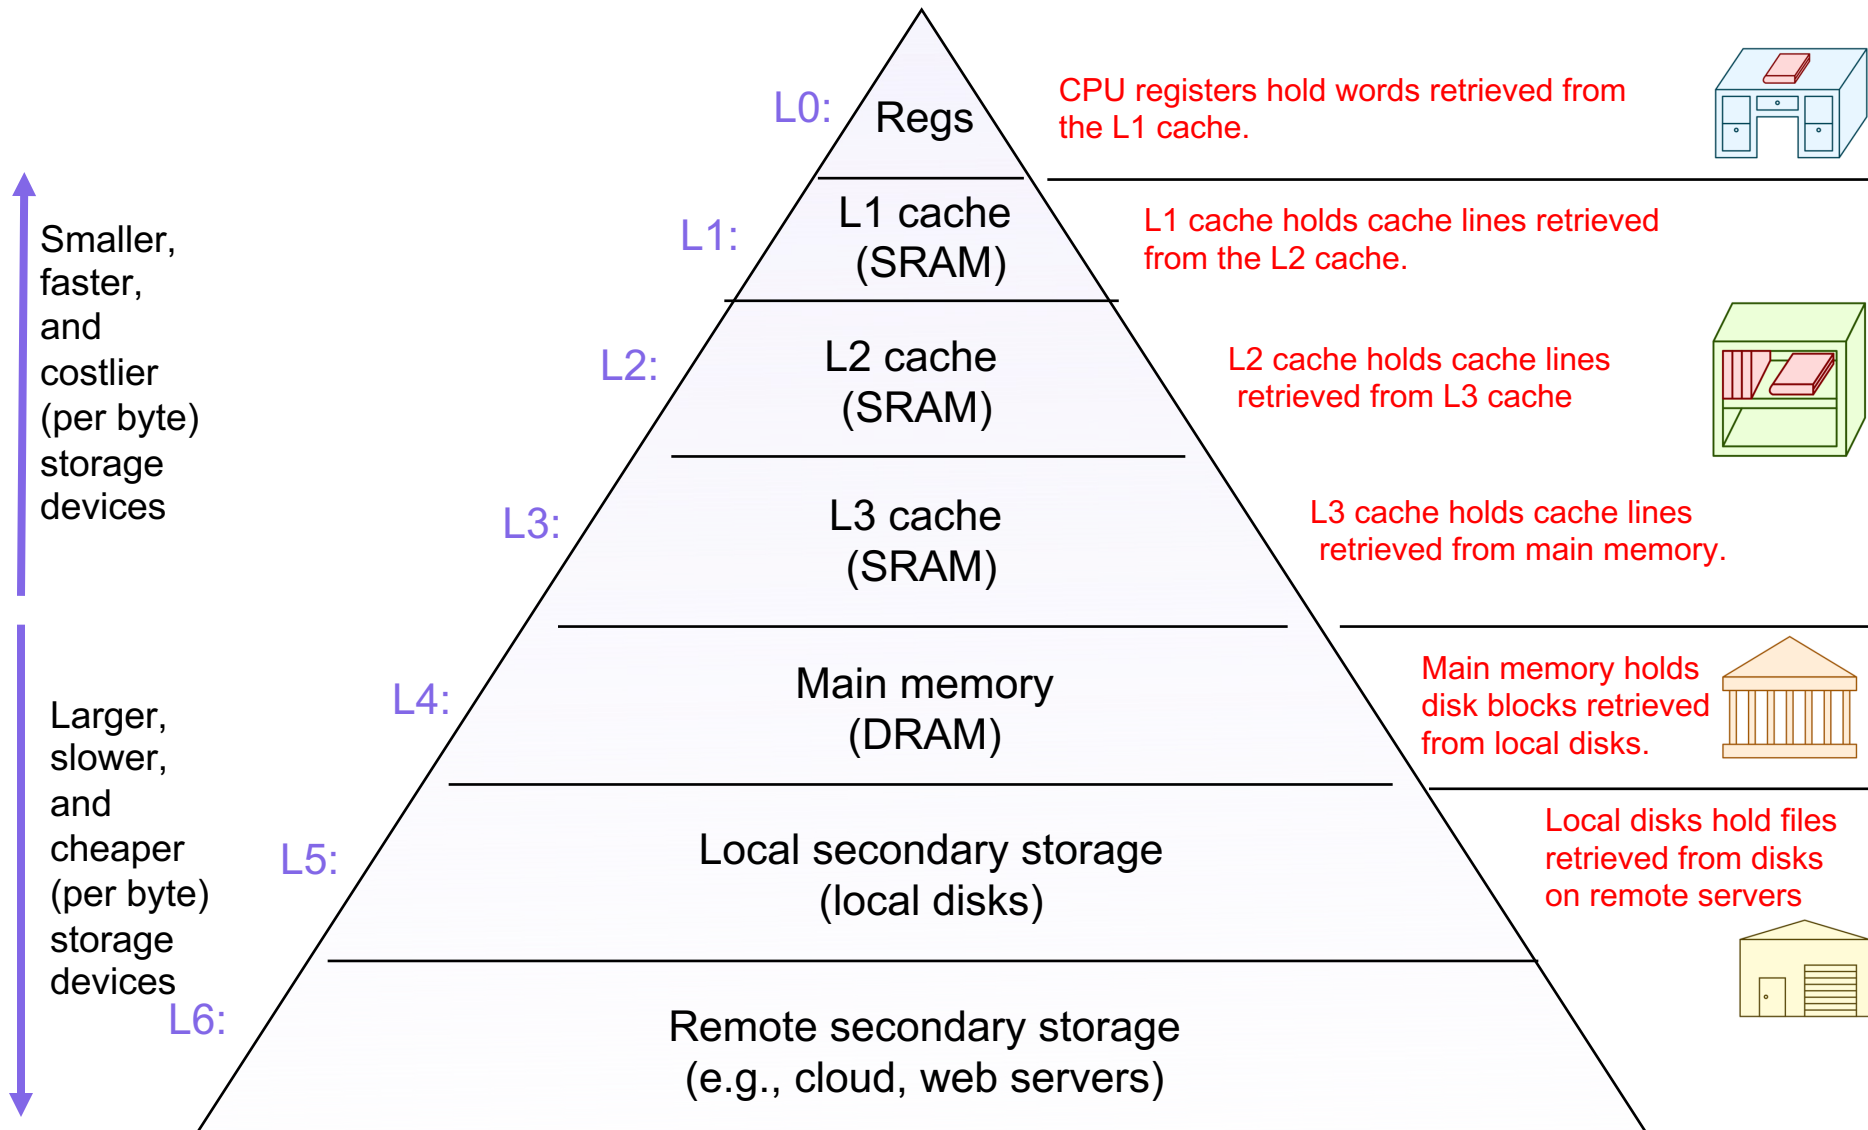 L0:
Regs
CPU registers hold words retrieved from
the L1 cache.
Smaller,
faster,
and
costlier
(per byte)
storage
devices
L1:
L1 cache
(SRAM)
L1 cache holds cache lines retrieved
from the L2 cache.
L2:
L2 cache
(SRAM)
L2 cache holds cache lines
retrieved from L3 cache
L3:
L3 cache
(SRAM)
L3 cache holds cache lines
retrieved from main memory.
Larger,
slower,
and
cheaper
(per byte)
storage
devices
L4:
Main memory
(DRAM)
Main memory holds
disk blocks retrieved
from local disks.
L5:
Local secondary storage
(local disks)
Local disks hold files
retrieved from disks
on remote servers
L6:
Remote secondary storage
(e.g., cloud, web servers)